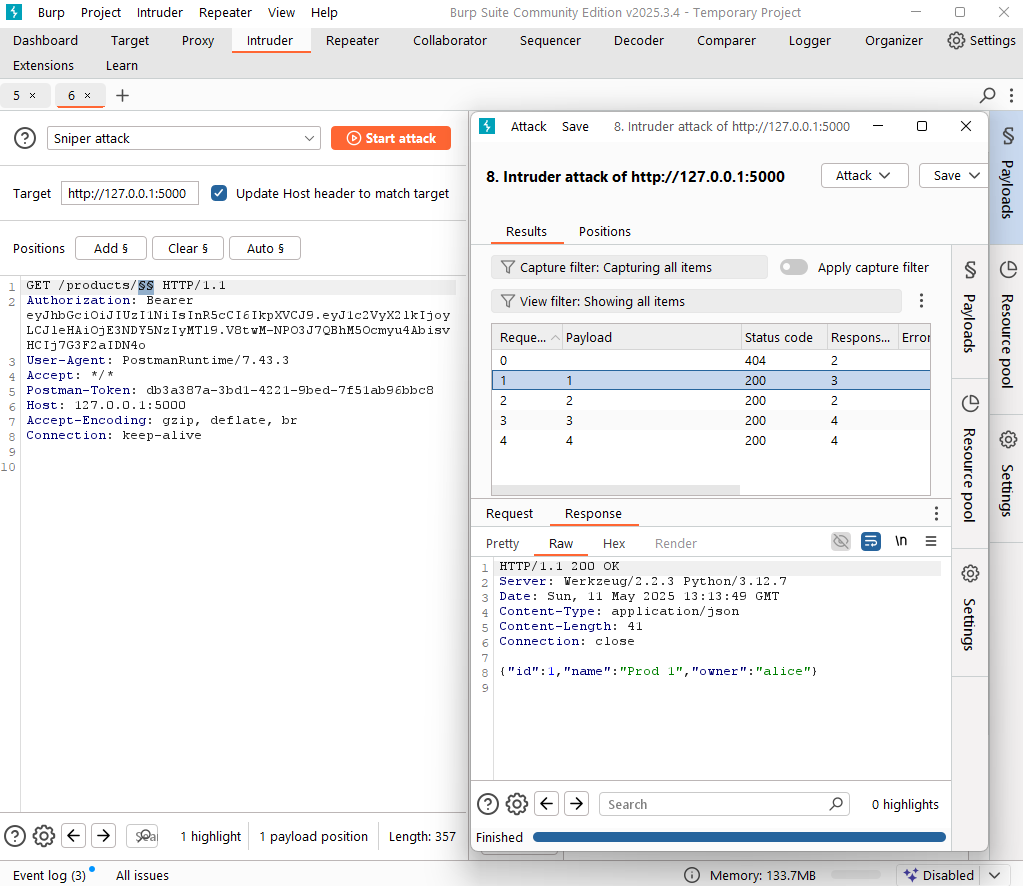 Burp Project Intruder Repeater View Help Burp Suite Community Edition v2025.3.4 - Temporary Project
Dashboard Target Proxy Intruder Repeater Collaborator Sequencer Decoder Comparer Logger Organizer Settings
Extensions Learn
5 × 6 × +
Sniper attack Start attack
Target http://127.0.0.1:5000 Update Host header to match target
Positions Add § Clear § Auto §
1 GET /products/§§ HTTP/1.1
2 Authorization: Bearer
eyJhbGciOiJIUzI1NiIsInR5cCI6IkpXVCJ9.eyJ1c2VyX2lkIjoy
LCJleHAiOjE3NDY5NzIyMTl9.V8twM-NPO3J7QBhM5Ocmyu4Abisv
HCIj7G3F2aIDN4o
3 User-Agent: PostmanRuntime/7.43.3
4 Accept: */*
5 Postman-Token: db3a387a-3bd1-4221-9bed-7f51ab96bbc8
6 Host: 127.0.0.1:5000
7 Accept-Encoding: gzip, deflate, br
8 Connection: keep-alive
9
10
1 highlight 1 payload position Length: 357
Attack Save 8. Intruder attack of http://127.0.0.1:5000
8. Intruder attack of http://127.0.0.1:5000 Attack Save
Results Positions
Capture filter: Capturing all items Apply capture filter
View filter: Showing all items
Reque... Payload Status code Respons... Error
0 404 2
1 1 200 3
2 2 200 2
3 3 200 4
4 4 200 4
Request Response
Pretty Raw Hex Render \n
1 HTTP/1.1 200 OK
2 Server: Werkzeug/2.2.3 Python/3.12.7
3 Date: Sun, 11 May 2025 13:13:49 GMT
4 Content-Type: application/json
5 Content-Length: 41
6 Connection: close
7
8 {"id":1,"name":"Prod 1","owner":"alice"}
9
Search 0 highlights
Finished
§ Payloads
Resource pool
Settings
§ Payloads
Resource pool
Settings
Event log (3) All issues Memory: 133.7MB Disabled